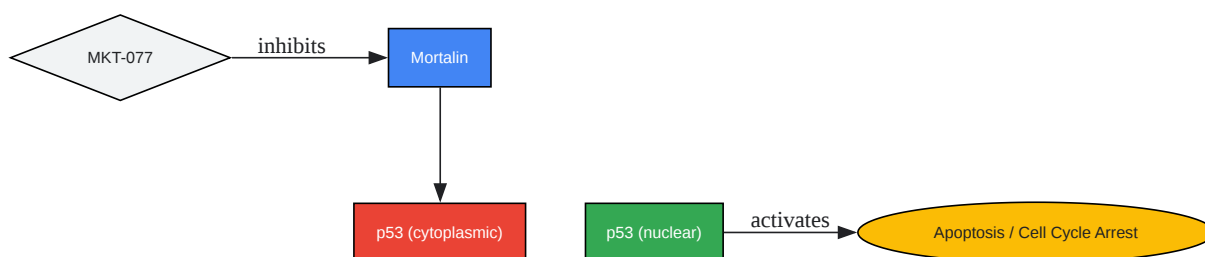 MKT-077
inhibits
Mortalin
p53 (cytoplasmic)
p53 (nuclear)
activates
Apoptosis / Cell Cycle Arrest